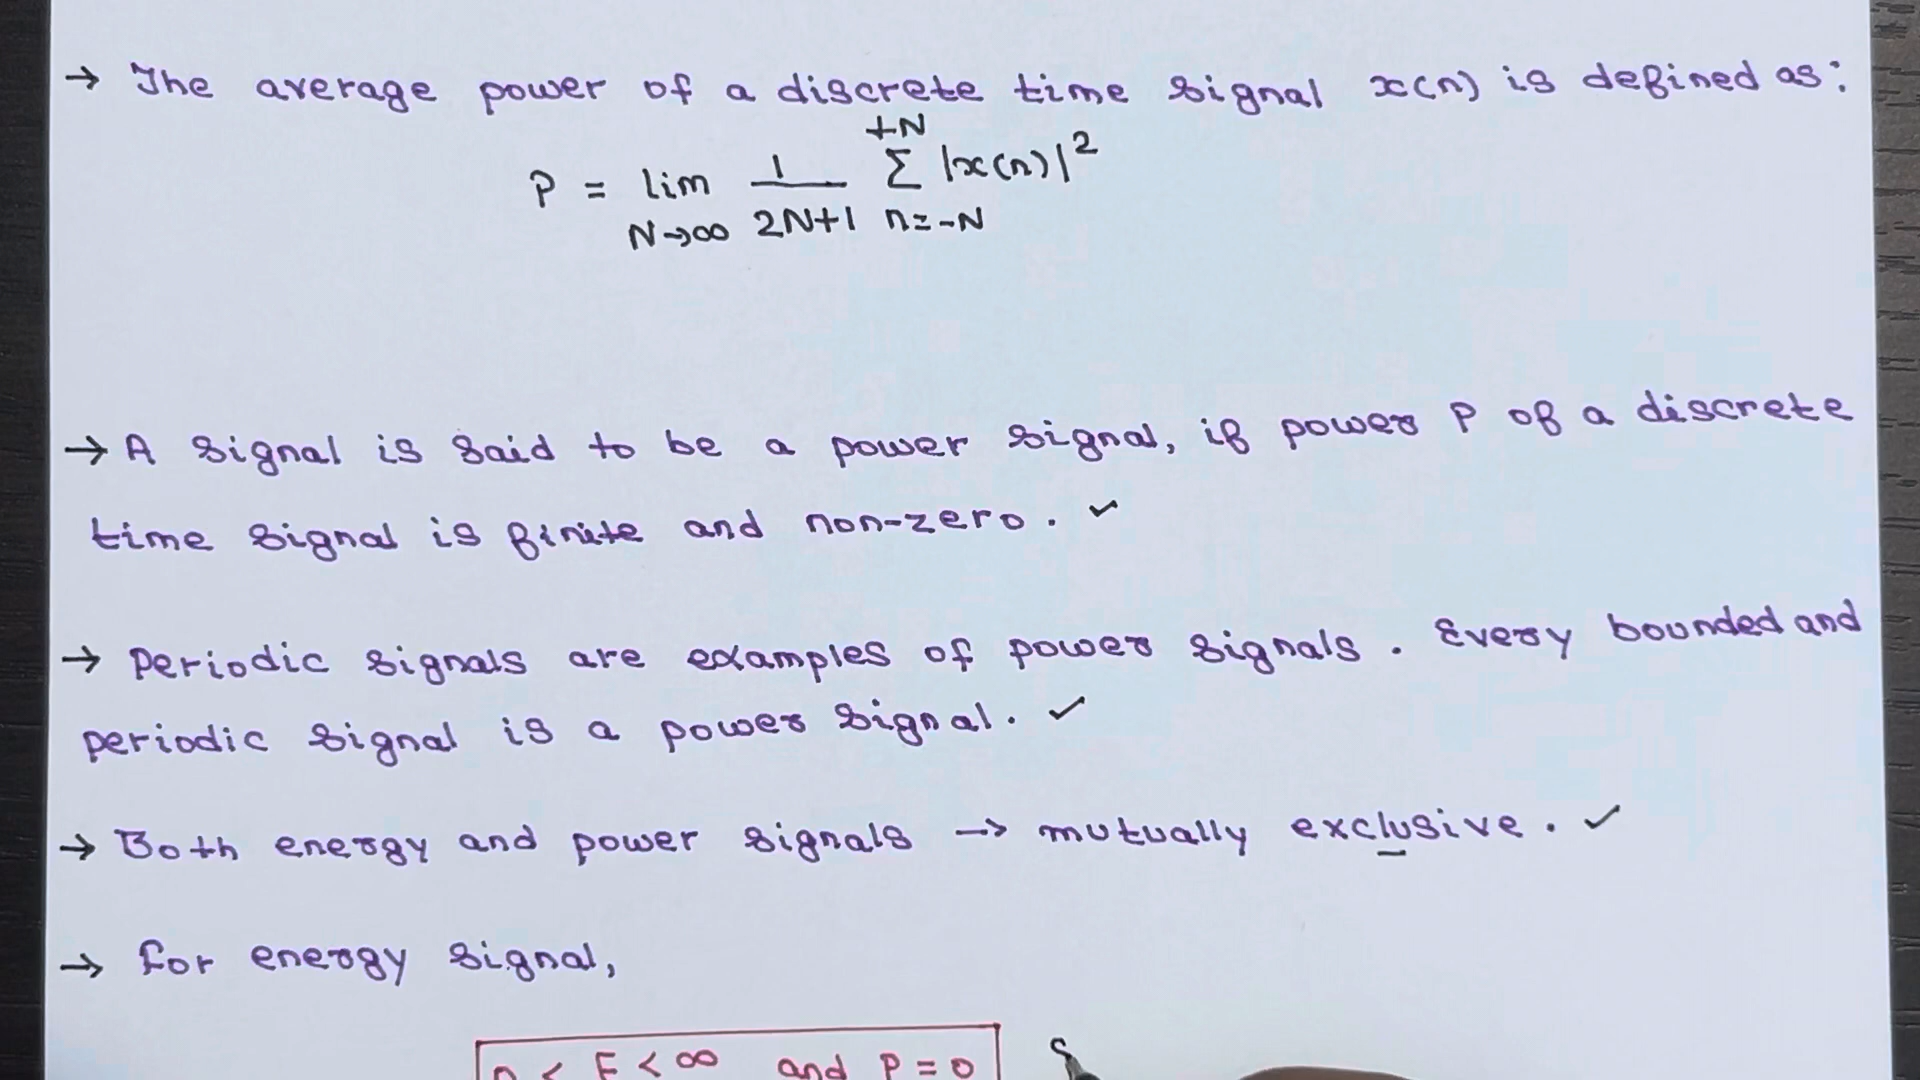 → The average power of a discrete time signal x(n) is defined as:
+N
P = lim 1 Σ |x(n)|²
N→∞ 2N+1 n=-N
→ A signal is said to be a power signal, if power P of a discrete
time signal is finite and non-zero. ✓
→ Periodic signals are examples of power signals. Every bounded and
periodic signal is a power signal. ✓
→ Both energy and power signals → mutually exclusive. ✓
→ For energy signal,
0 < E < ∞ and P = 0